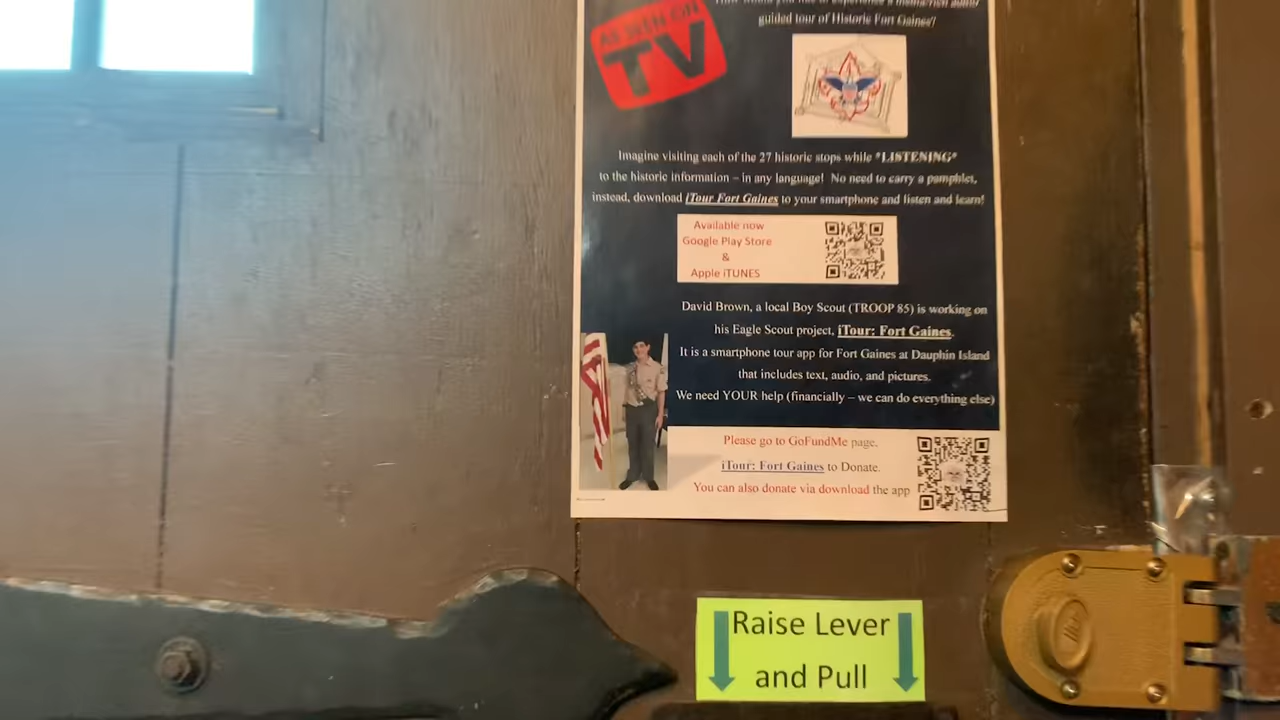 guided tour of Historic Fort Gaines?
AS SEEN ON
TV
Imagine visiting each of the 27 historic stops while *LISTENING*
to the historic information – in any language! No need to carry a pamphlet,
instead, download iTour Fort Gaines to your smartphone and listen and learn!
Available now
Google Play Store
&
Apple iTUNES
David Brown, a local Boy Scout (TROOP 85) is working on
his Eagle Scout project, iTour: Fort Gaines.
It is a smartphone tour app for Fort Gaines at Dauphin Island
that includes text, audio, and pictures.
We need YOUR help (financially – we can do everything else)
Please go to GoFundMe page.
iTour: Fort Gaines to Donate.
You can also donate via download the app
Raise Lever
and Pull